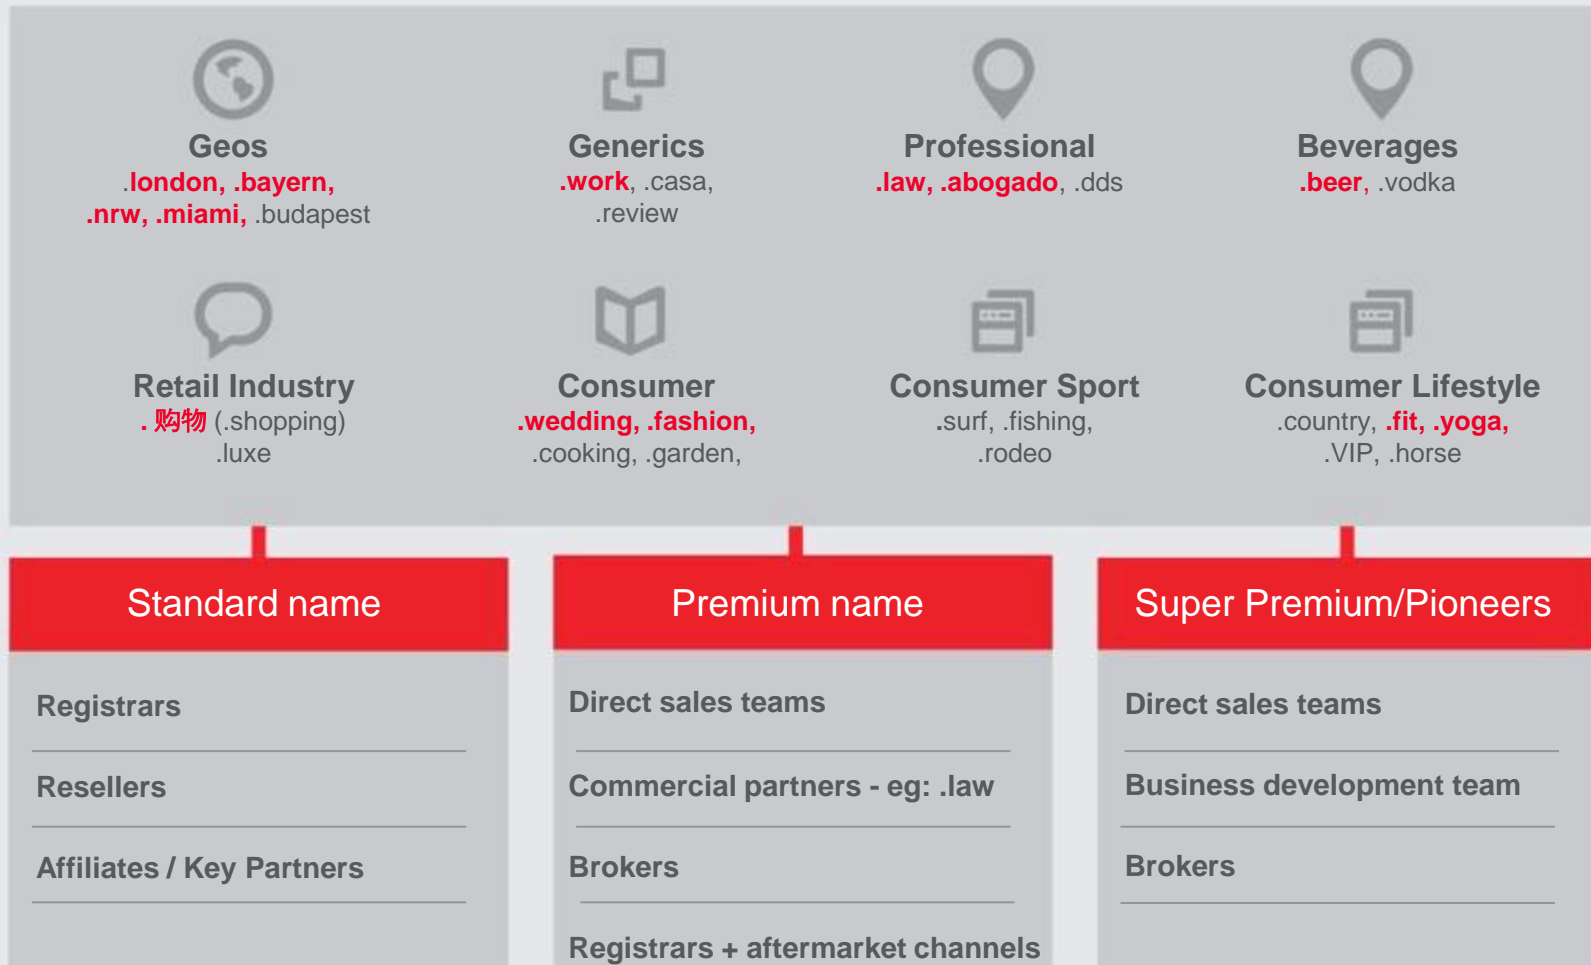 Geos
.london, .bayern,
.nrw, .miami, .budapest
Generics
.work, .casa,
.review
Professional
.law, .abogado, .dds
Beverages
.beer, .vodka
Retail Industry
. 购物 (.shopping)
.luxe
Consumer
.wedding, .fashion,
.cooking, .garden,
Consumer Sport
.surf, .fishing,
.rodeo
Consumer Lifestyle
.country, .fit, .yoga,
.VIP, .horse
Standard name
Registrars
Resellers
Affiliates / Key Partners
Premium name
Direct sales teams
Commercial partners - eg: .law
Brokers
Registrars + aftermarket channels
Super Premium/Pioneers
Direct sales teams
Business development team
Brokers